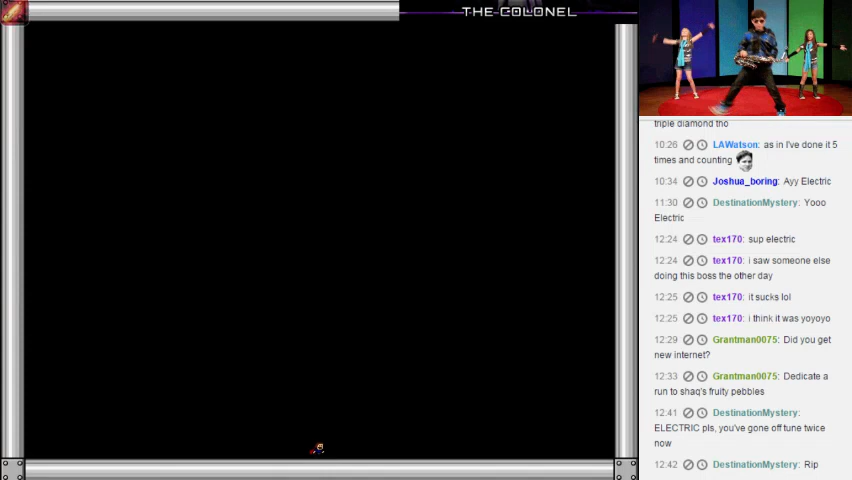 THE COLONEL
triple diamond tho
10:26 LAWatson: as in I've done it 5
times and counting
10:34 Joshua_boring: Ayy Electric
11:30 DestinationMystery: Yooo
Electric
12:24 tex170: sup electric
12:24 tex170: i saw someone else
doing this boss the other day
12:25 tex170: it sucks lol
12:25 tex170: i think it was yoyoyo
12:29 Grantman0075: Did you get
new internet?
12:33 Grantman0075: Dedicate a
run to shaq's fruity pebbles
12:41 DestinationMystery:
ELECTRIC pls, you've gone off tune twice
now
12:42 DestinationMystery: Rip